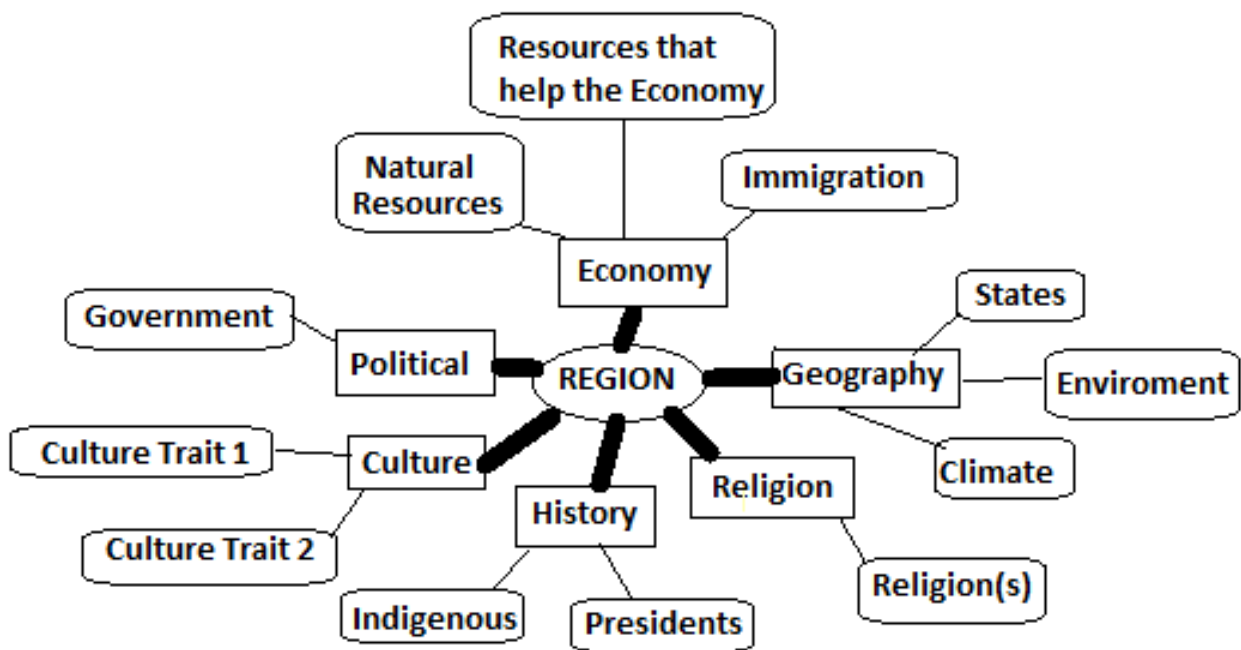 Resources that
help the Economy
Natural
Resources
Immigration
Economy
States
Government
Political
REGION
Geography
Enviroment
Culture Trait 1
Culture
Climate
Religion
History
Culture Trait 2
Religion(s)
Indigenous
Presidents